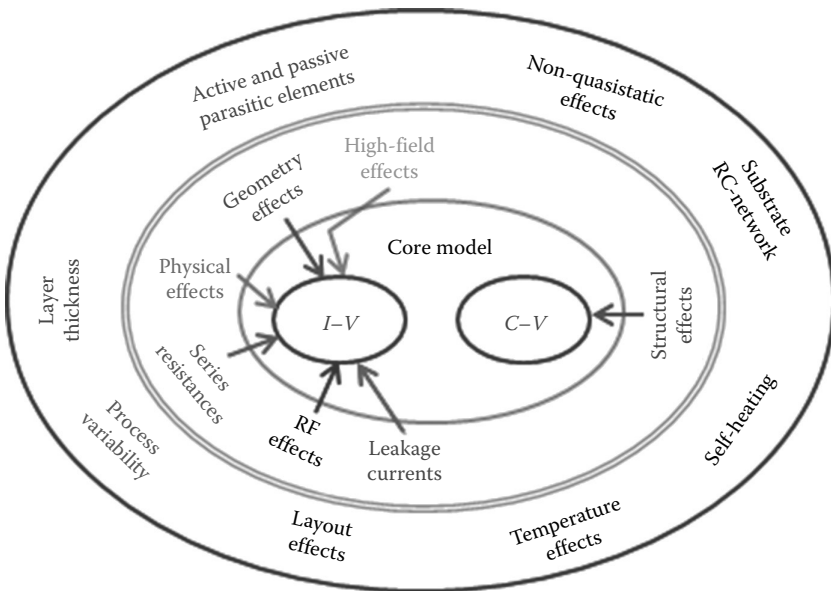 Active and passive
parasitic elements
Non-quasistatic
effects
High-field
effects
Geometry
effects
Substrate
RC-network
Core model
Physical
effects
Layer
thickness
I–V
C–V
Structural
effects
Series
resistances
Process
variability
RF
effects
Leakage
currents
Self-heating
Layout
effects
Temperature
effects